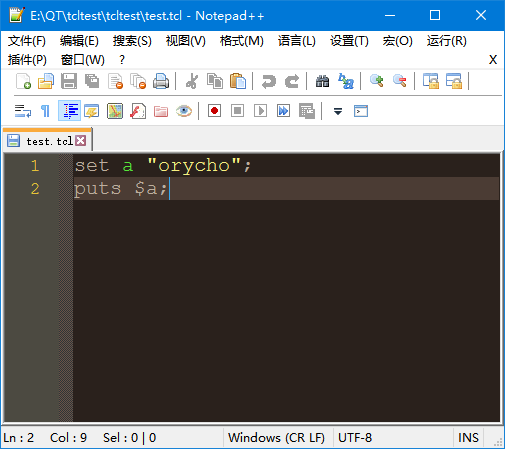 E:\QT\tcltest\tcltest\test.tcl - Notepad++
文件(F) 编辑(E) 搜索(S) 视图(V) 格式(M) 语言(L) 设置(T) 宏(O) 运行(R)
插件(P) 窗口(W) ? X
test.tcl
1 set a "orycho";
2 puts $a;
Ln : 2 Col : 9 Sel : 0 | 0 Windows (CR LF) UTF-8 INS